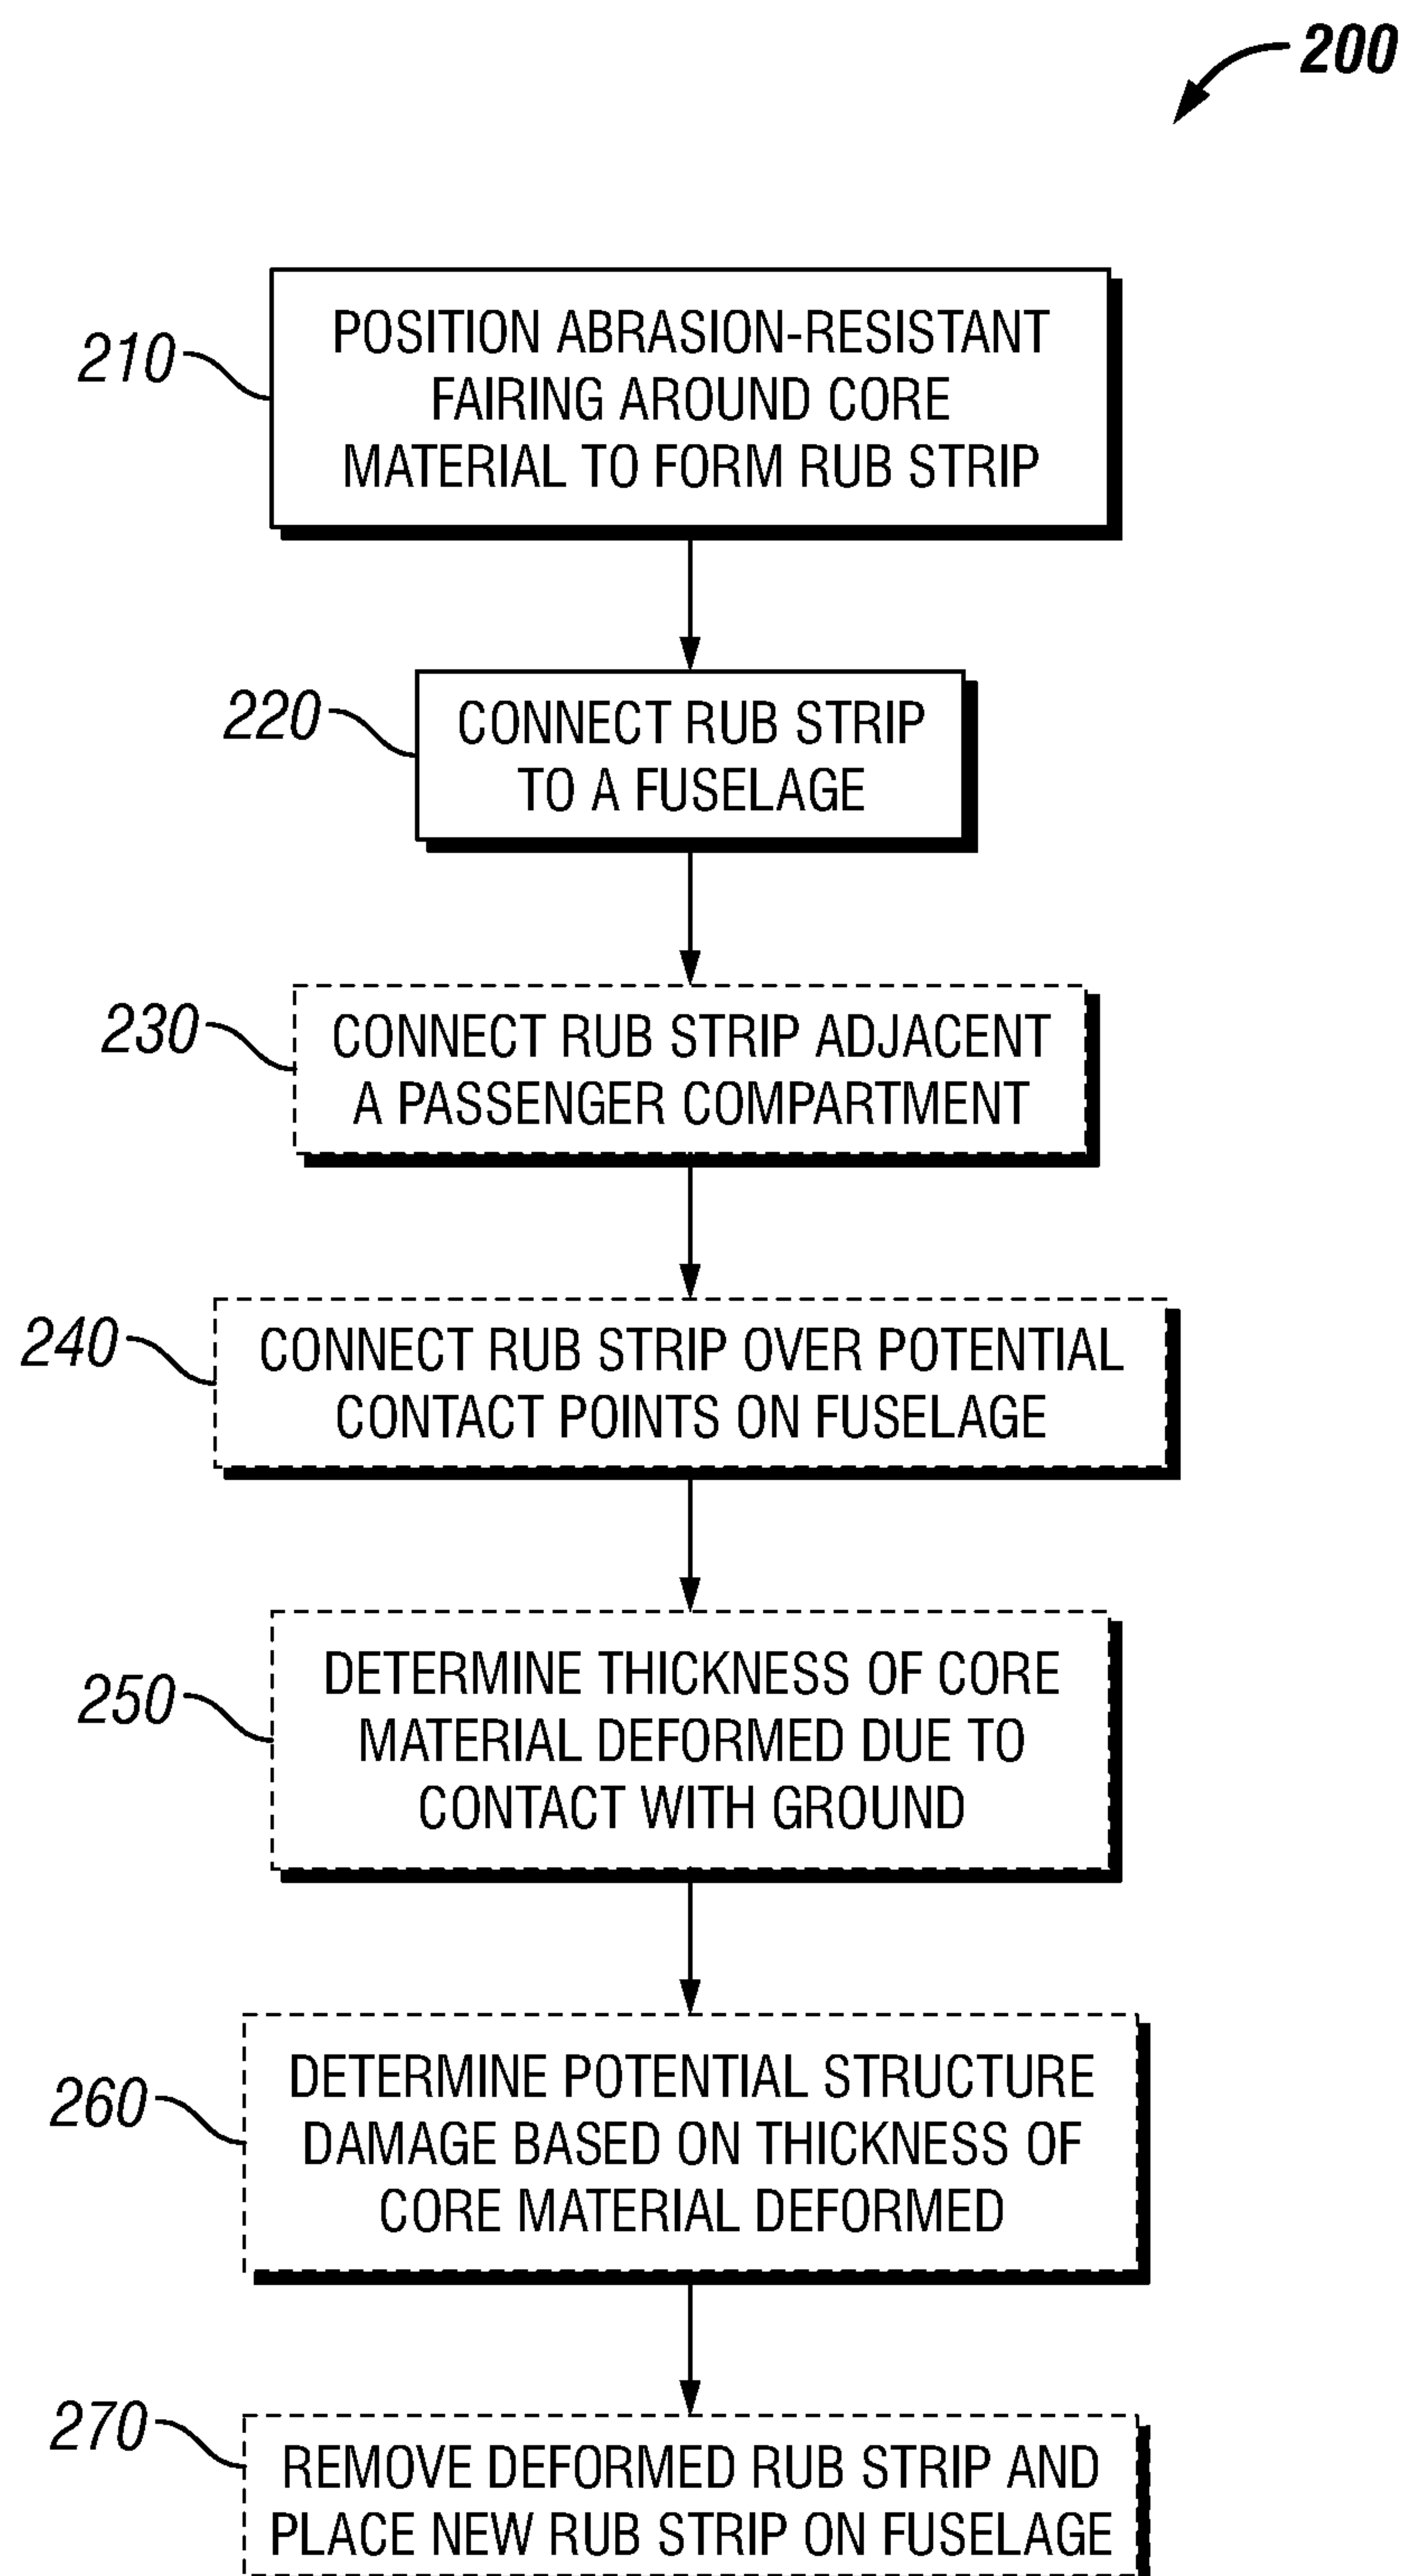 200
210
POSITION ABRASION-RESISTANT
FAIRING AROUND CORE
MATERIAL TO FORM RUB STRIP
220
CONNECT RUB STRIP
TO A FUSELAGE
230
CONNECT RUB STRIP ADJACENT
A PASSENGER COMPARTMENT
240
CONNECT RUB STRIP OVER POTENTIAL
CONTACT POINTS ON FUSELAGE
250
DETERMINE THICKNESS OF CORE
MATERIAL DEFORMED DUE TO
CONTACT WITH GROUND
260
DETERMINE POTENTIAL STRUCTURE
DAMAGE BASED ON THICKNESS OF
CORE MATERIAL DEFORMED
270
REMOVE DEFORMED RUB STRIP AND
PLACE NEW RUB STRIP ON FUSELAGE